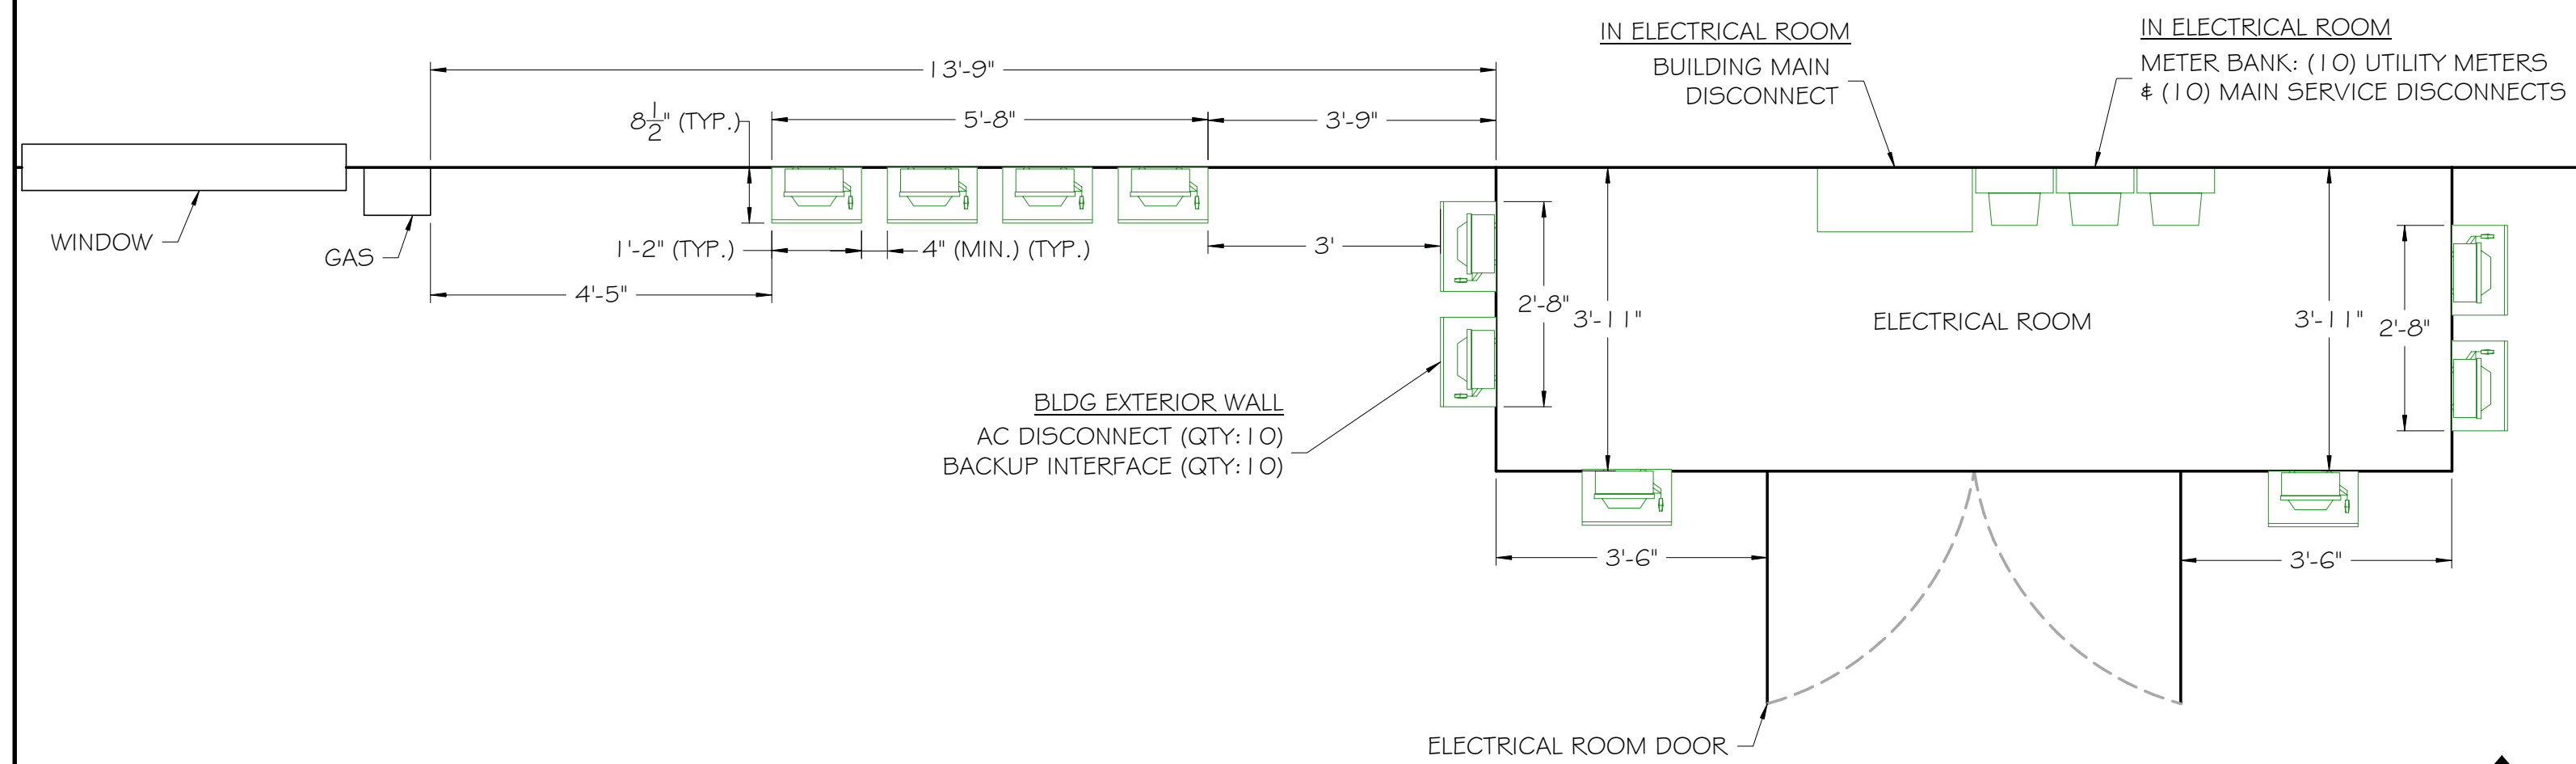 IN ELECTRICAL ROOM
BUILDING MAIN
DISCONNECT
IN ELECTRICAL ROOM
METER BANK: (10) UTILITY METERS
& (10) MAIN SERVICE DISCONNECTS
13'-9"
8 1/2" (TYP.)
5'-8"
3'-9"
WINDOW
GAS
1'-2" (TYP.)
4" (MIN.) (TYP.)
3'
4'-5"
2'-8"
3'-11"
ELECTRICAL ROOM
3'-11"
2'-8"
BLDG EXTERIOR WALL
AC DISCONNECT (QTY:10)
BACKUP INTERFACE (QTY:10)
3'-6"
3'-6"
ELECTRICAL ROOM DOOR